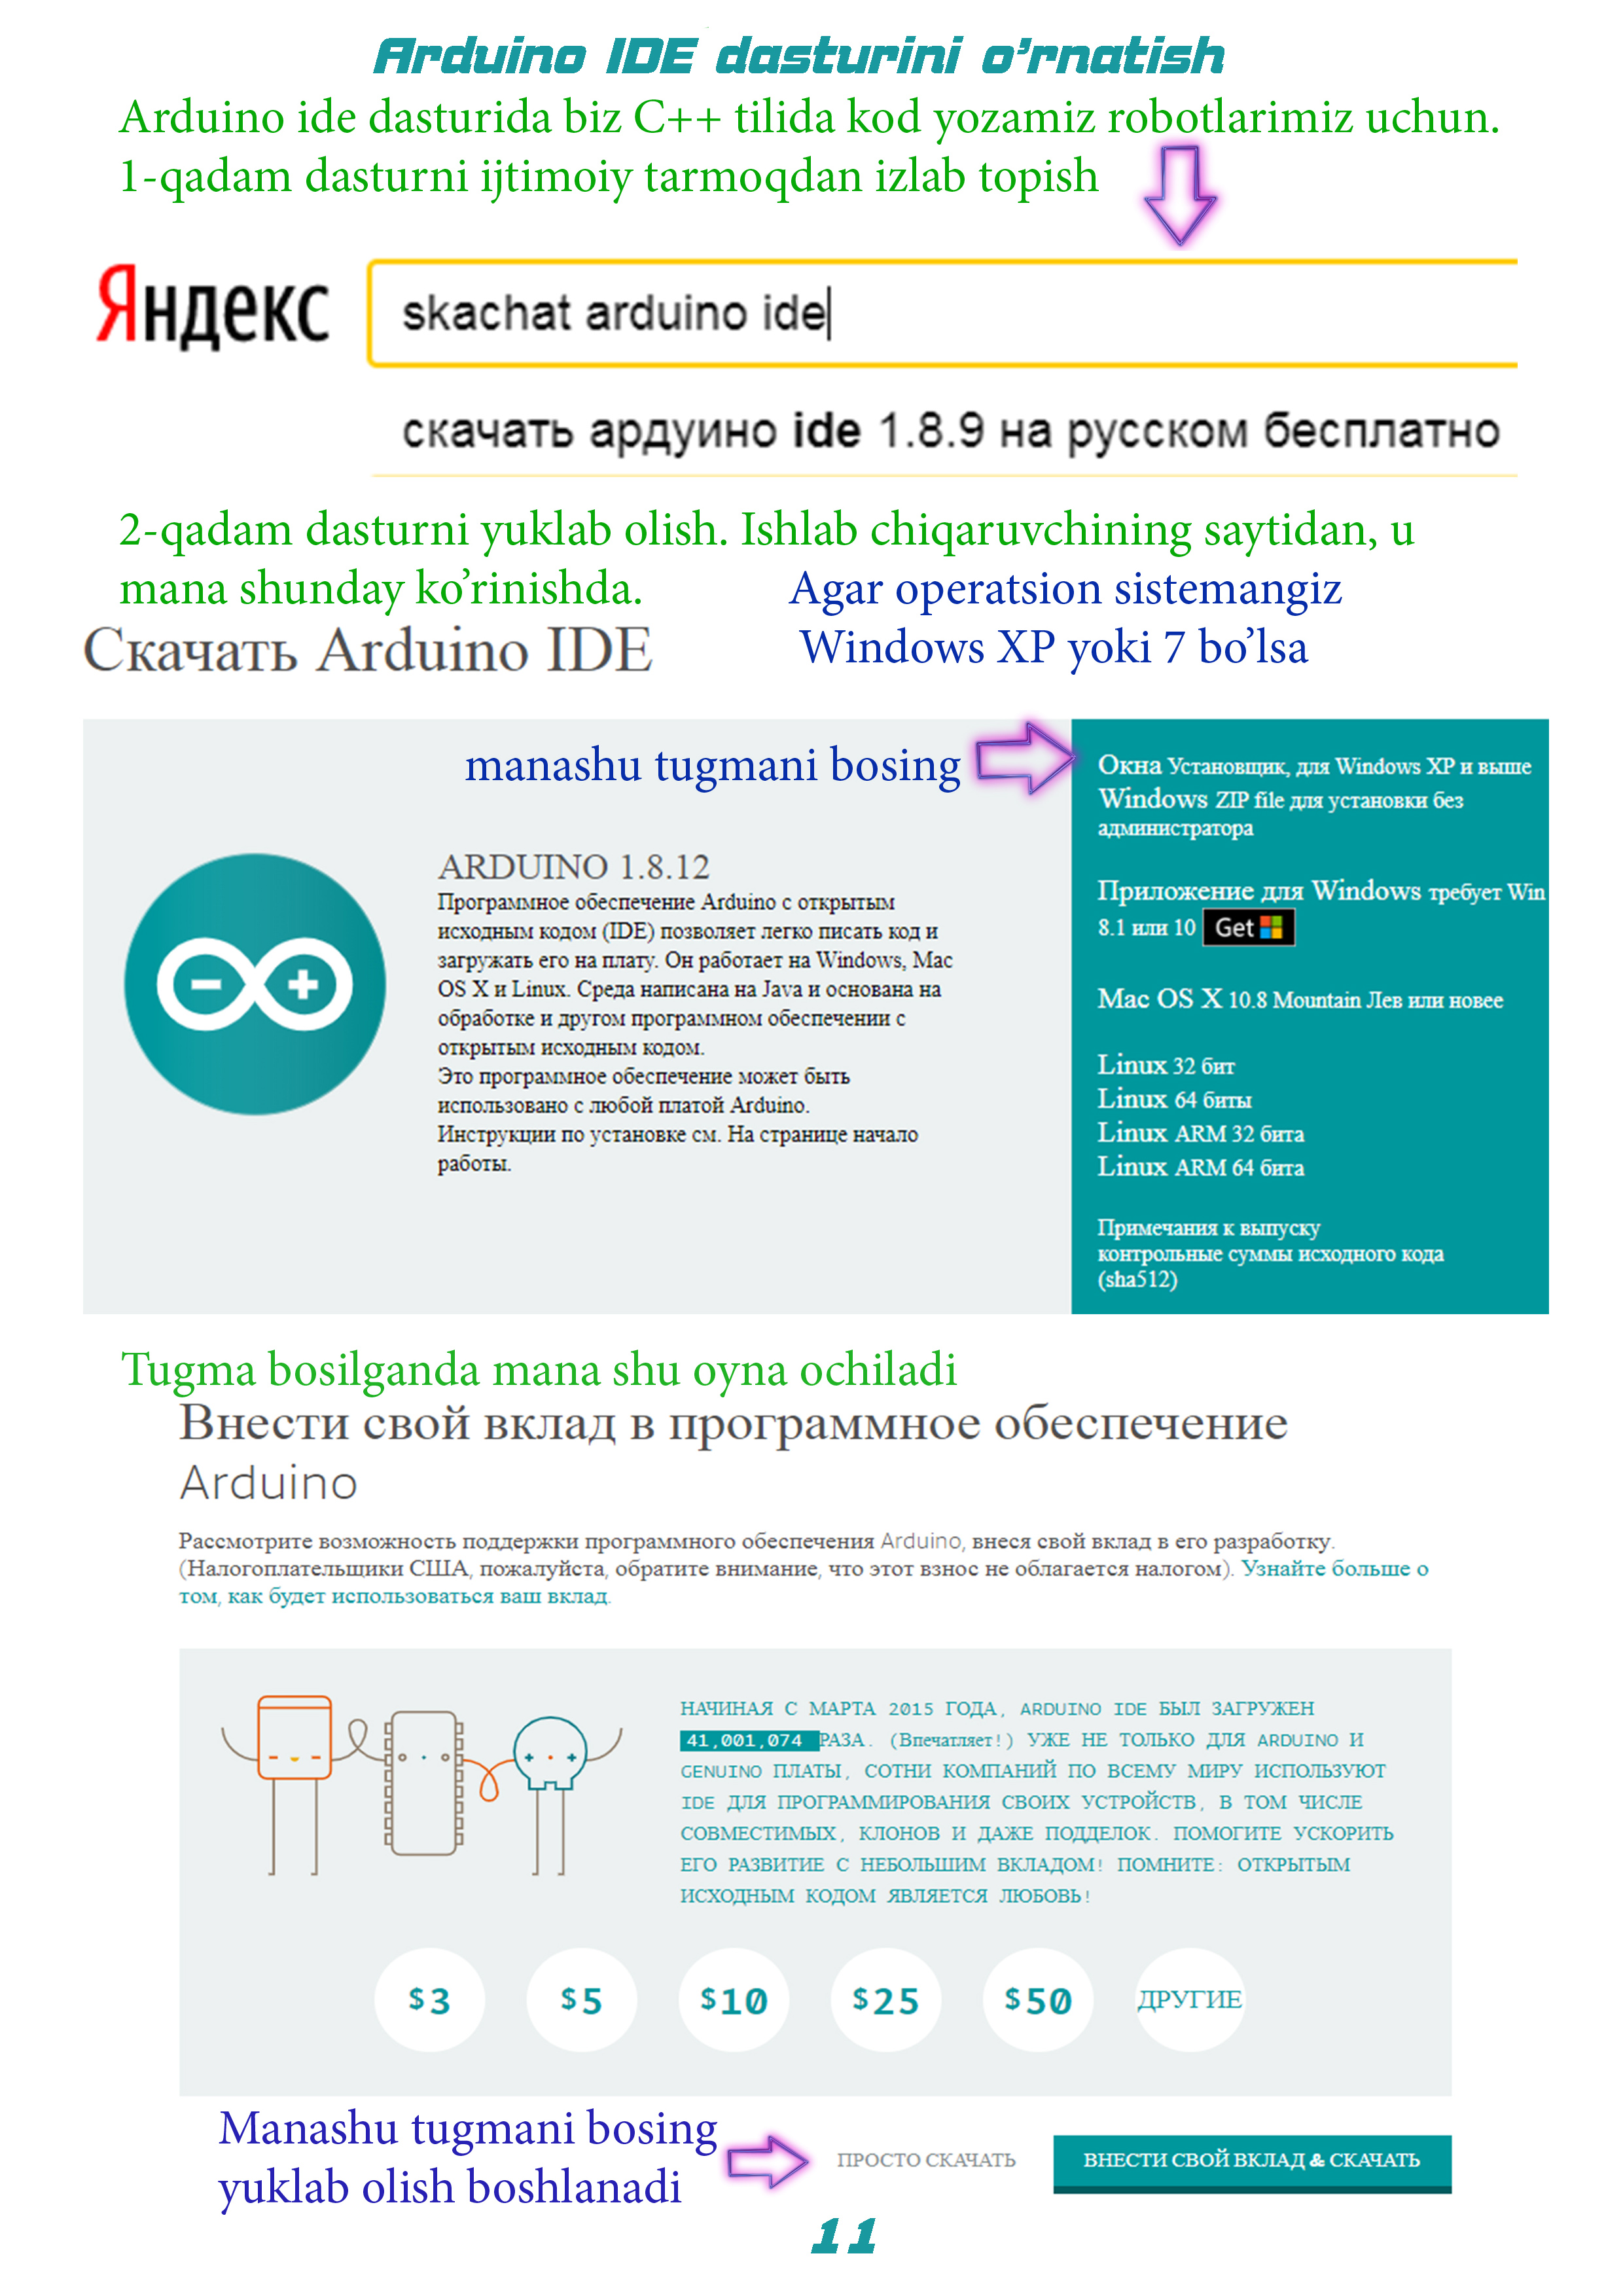 Arduino IDE dasturini o’rnatish
Arduino ide dasturida biz C++ tilida kod yozamiz robotlarimiz uchun.
1-qadam dasturni ijtimoiy tarmoqdan izlab topish
Яндекс
skachat arduino ide
скачать ардуино ide 1.8.9 на русском бесплатно
2-qadam dasturni yuklab olish. Ishlab chiqaruvchining saytidan, u
mana shunday ko’rinishda.
Agar operatsion sistemangiz
Windows XP yoki 7 bo’lsa
Скачать Arduino IDE
manashu tugmani bosing
ARDUINO 1.8.12
Программное обеспечение Arduino с открытым
исходным кодом (IDE) позволяет легко писать код и
загружать его на плату. Он работает на Windows, Mac
OS X и Linux. Среда написана на Java и основана на
обработке и другом программном обеспечении с
открытым исходным кодом.
Это программное обеспечение может быть
использовано с любой платой Arduino.
Инструкции по установке см. На странице начало
работы.
Окна Установщик, для Windows XP и выше
Windows ZIP file для установки без
администратора
Приложение для Windows требует Win
8.1 или 10 Get
Mac OS X 10.8 Mountain Лев или новее
Linux 32 бит
Linux 64 биты
Linux ARM 32 бита
Linux ARM 64 бита
Примечания к выпуску
контрольные суммы исходного кода
(sha512)
Tugma bosilganda mana shu oyna ochiladi
Внести свой вклад в программное обеспечение
Arduino
Рассмотрите возможность поддержки программного обеспечения Arduino, внеся свой вклад в его разработку.
(Налогоплательщики США, пожалуйста, обратите внимание, что этот взнос не облагается налогом). Узнайте больше о
том, как будет использоваться ваш вклад.
НАЧИНАЯ С МАРТА 2015 ГОДА, ARDUINO IDE БЫЛ ЗАГРУЖЕН
41,001,074 РАЗА. (Впечатляет!) УЖЕ НЕ ТОЛЬКО ДЛЯ ARDUINO И
GENUINO ПЛАТЫ, СОТНИ КОМПАНИЙ ПО ВСЕМУ МИРУ ИСПОЛЬЗУЮТ
IDE ДЛЯ ПРОГРАММИРОВАНИЯ СВОИХ УСТРОЙСТВ, В ТОМ ЧИСЛЕ
СОВМЕСТИМЫХ, КЛОНОВ И ДАЖЕ ПОДДЕЛОК. ПОМОГИТЕ УСКОРИТЬ
ЕГО РАЗВИТИЕ С НЕБОЛЬШИМ ВКЛАДОМ! ПОМНИТЕ: ОТКРЫТЫМ
ИСХОДНЫМ КОДОМ ЯВЛЯЕТСЯ ЛЮБОВЬ!
$3 $5 $10 $25 $50 ДРУГИЕ
Manashu tugmani bosing
yuklab olish boshlanadi
ПРОСТО СКАЧАТЬ
ВНЕСТИ СВОЙ ВКЛАД & СКАЧАТЬ
11